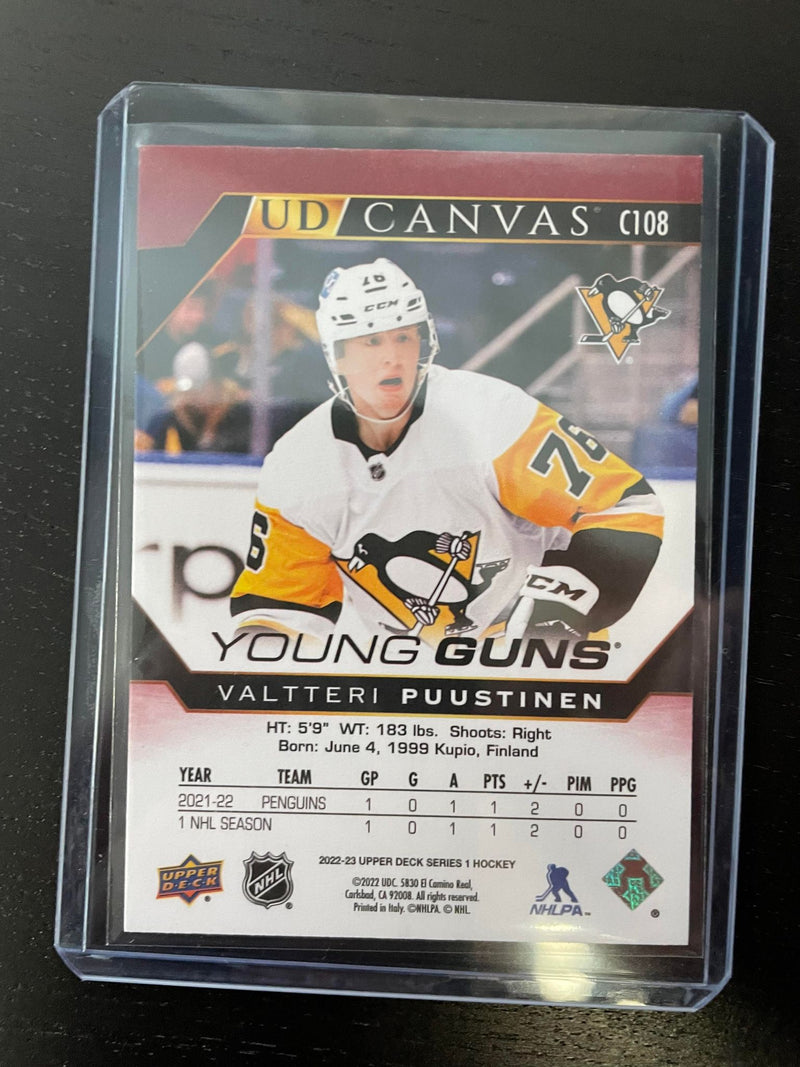 UD CANVAS® C108
76
CCM
76
6
rp
CCM
YOUNG GUNS®
VALTTERI PUUSTINEN
HT: 5'9" WT: 183 lbs. Shoots: Right
Born: June 4, 1999 Kupio, Finland
YEAR TEAM GP G A PTS +/- PIM PPG
2021-22 PENGUINS 1 0 1 1 2 0 0
1 NHL SEASON 1 0 1 1 2 0 0
2022-23 UPPER DECK SERIES 1 HOCKEY
UPPER DECK ®
NHL ®
©2022 UDC. 5830 El Camino Real,
Carlsbad, CA 92008. All rights reserved.
Printed in Italy. ©NHLPA. © NHL.
NHLPA™
®